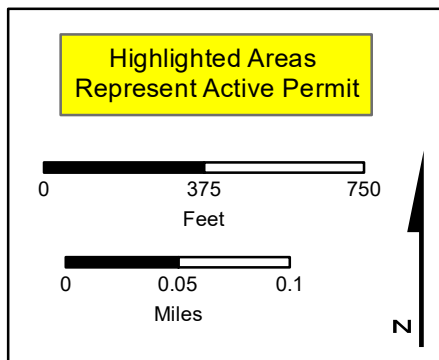 Highlighted Areas
Represent Active Permit
0 375 750
Feet
0 0.05 0.1
Miles
N